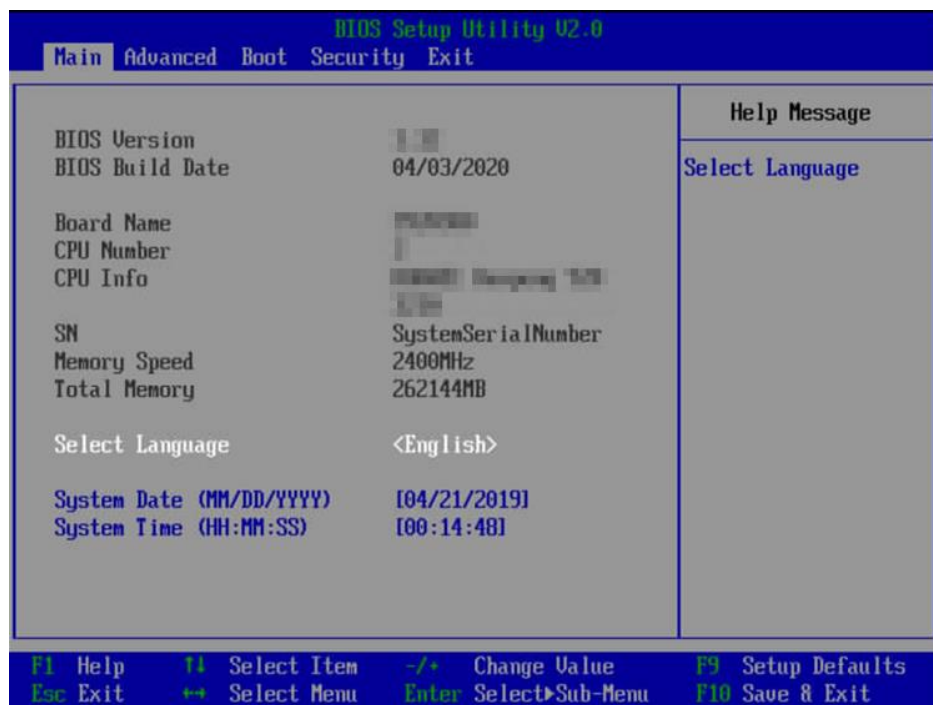 BIOS Setup Utility V2.0
Main Advanced Boot Security Exit
Help Message
Select Language
BIOS Version
BIOS Build Date 04/03/2020
Board Name
CPU Number
CPU Info
SN SystemSerialNumber
Memory Speed 2400MHz
Total Memory 262144MB
Select Language <English>
System Date (MM/DD/YYYY) [04/21/2019]
System Time (HH:MM:SS) [00:14:48]
F1 Help ↑↓ Select Item -/+ Change Value F9 Setup Defaults
Esc Exit ←→ Select Menu Enter Select▶Sub-Menu F10 Save & Exit